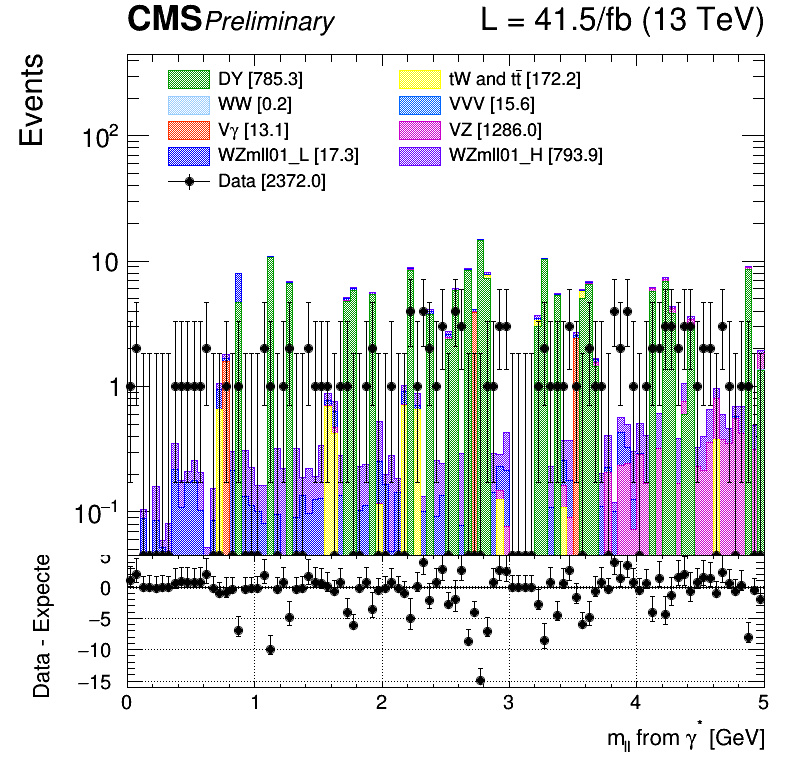 CMS Preliminary L = 41.5/fb (13 TeV)
Events
DY [785.3] tW and tt̄ [172.2]
WW [0.2] VVV [15.6]
Vγ [13.1] VZ [1286.0]
WZmll01_L [17.3] WZmll01_H [793.9]
Data [2372.0]
10²
10
1
10⁻¹
Data - Expecte
5
0
−5
−10
−15
0 1 2 3 4 5
m_ll from γ* [GeV]